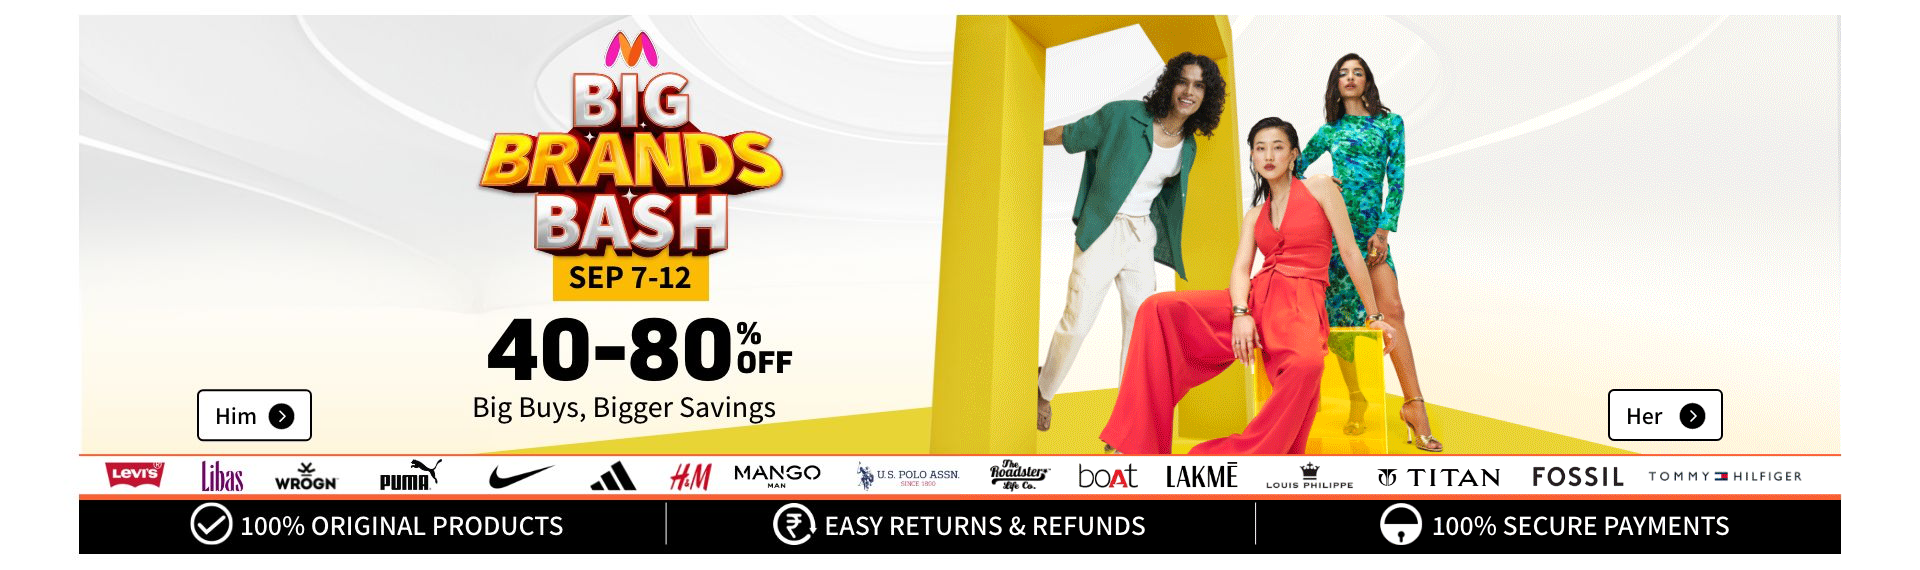 BIG
BRANDS
BASH
SEP 7-12
40-80% OFF
Big Buys, Bigger Savings
Him
Her
LEVI'S Libas WROGN PUMA H&M MANGO MAN U.S. POLO ASSN. SINCE 1890 The Roadster Life Co. boAt LAKMĒ LOUIS PHILIPPE TITAN FOSSIL TOMMY HILFIGER
100% ORIGINAL PRODUCTS
EASY RETURNS & REFUNDS
100% SECURE PAYMENTS